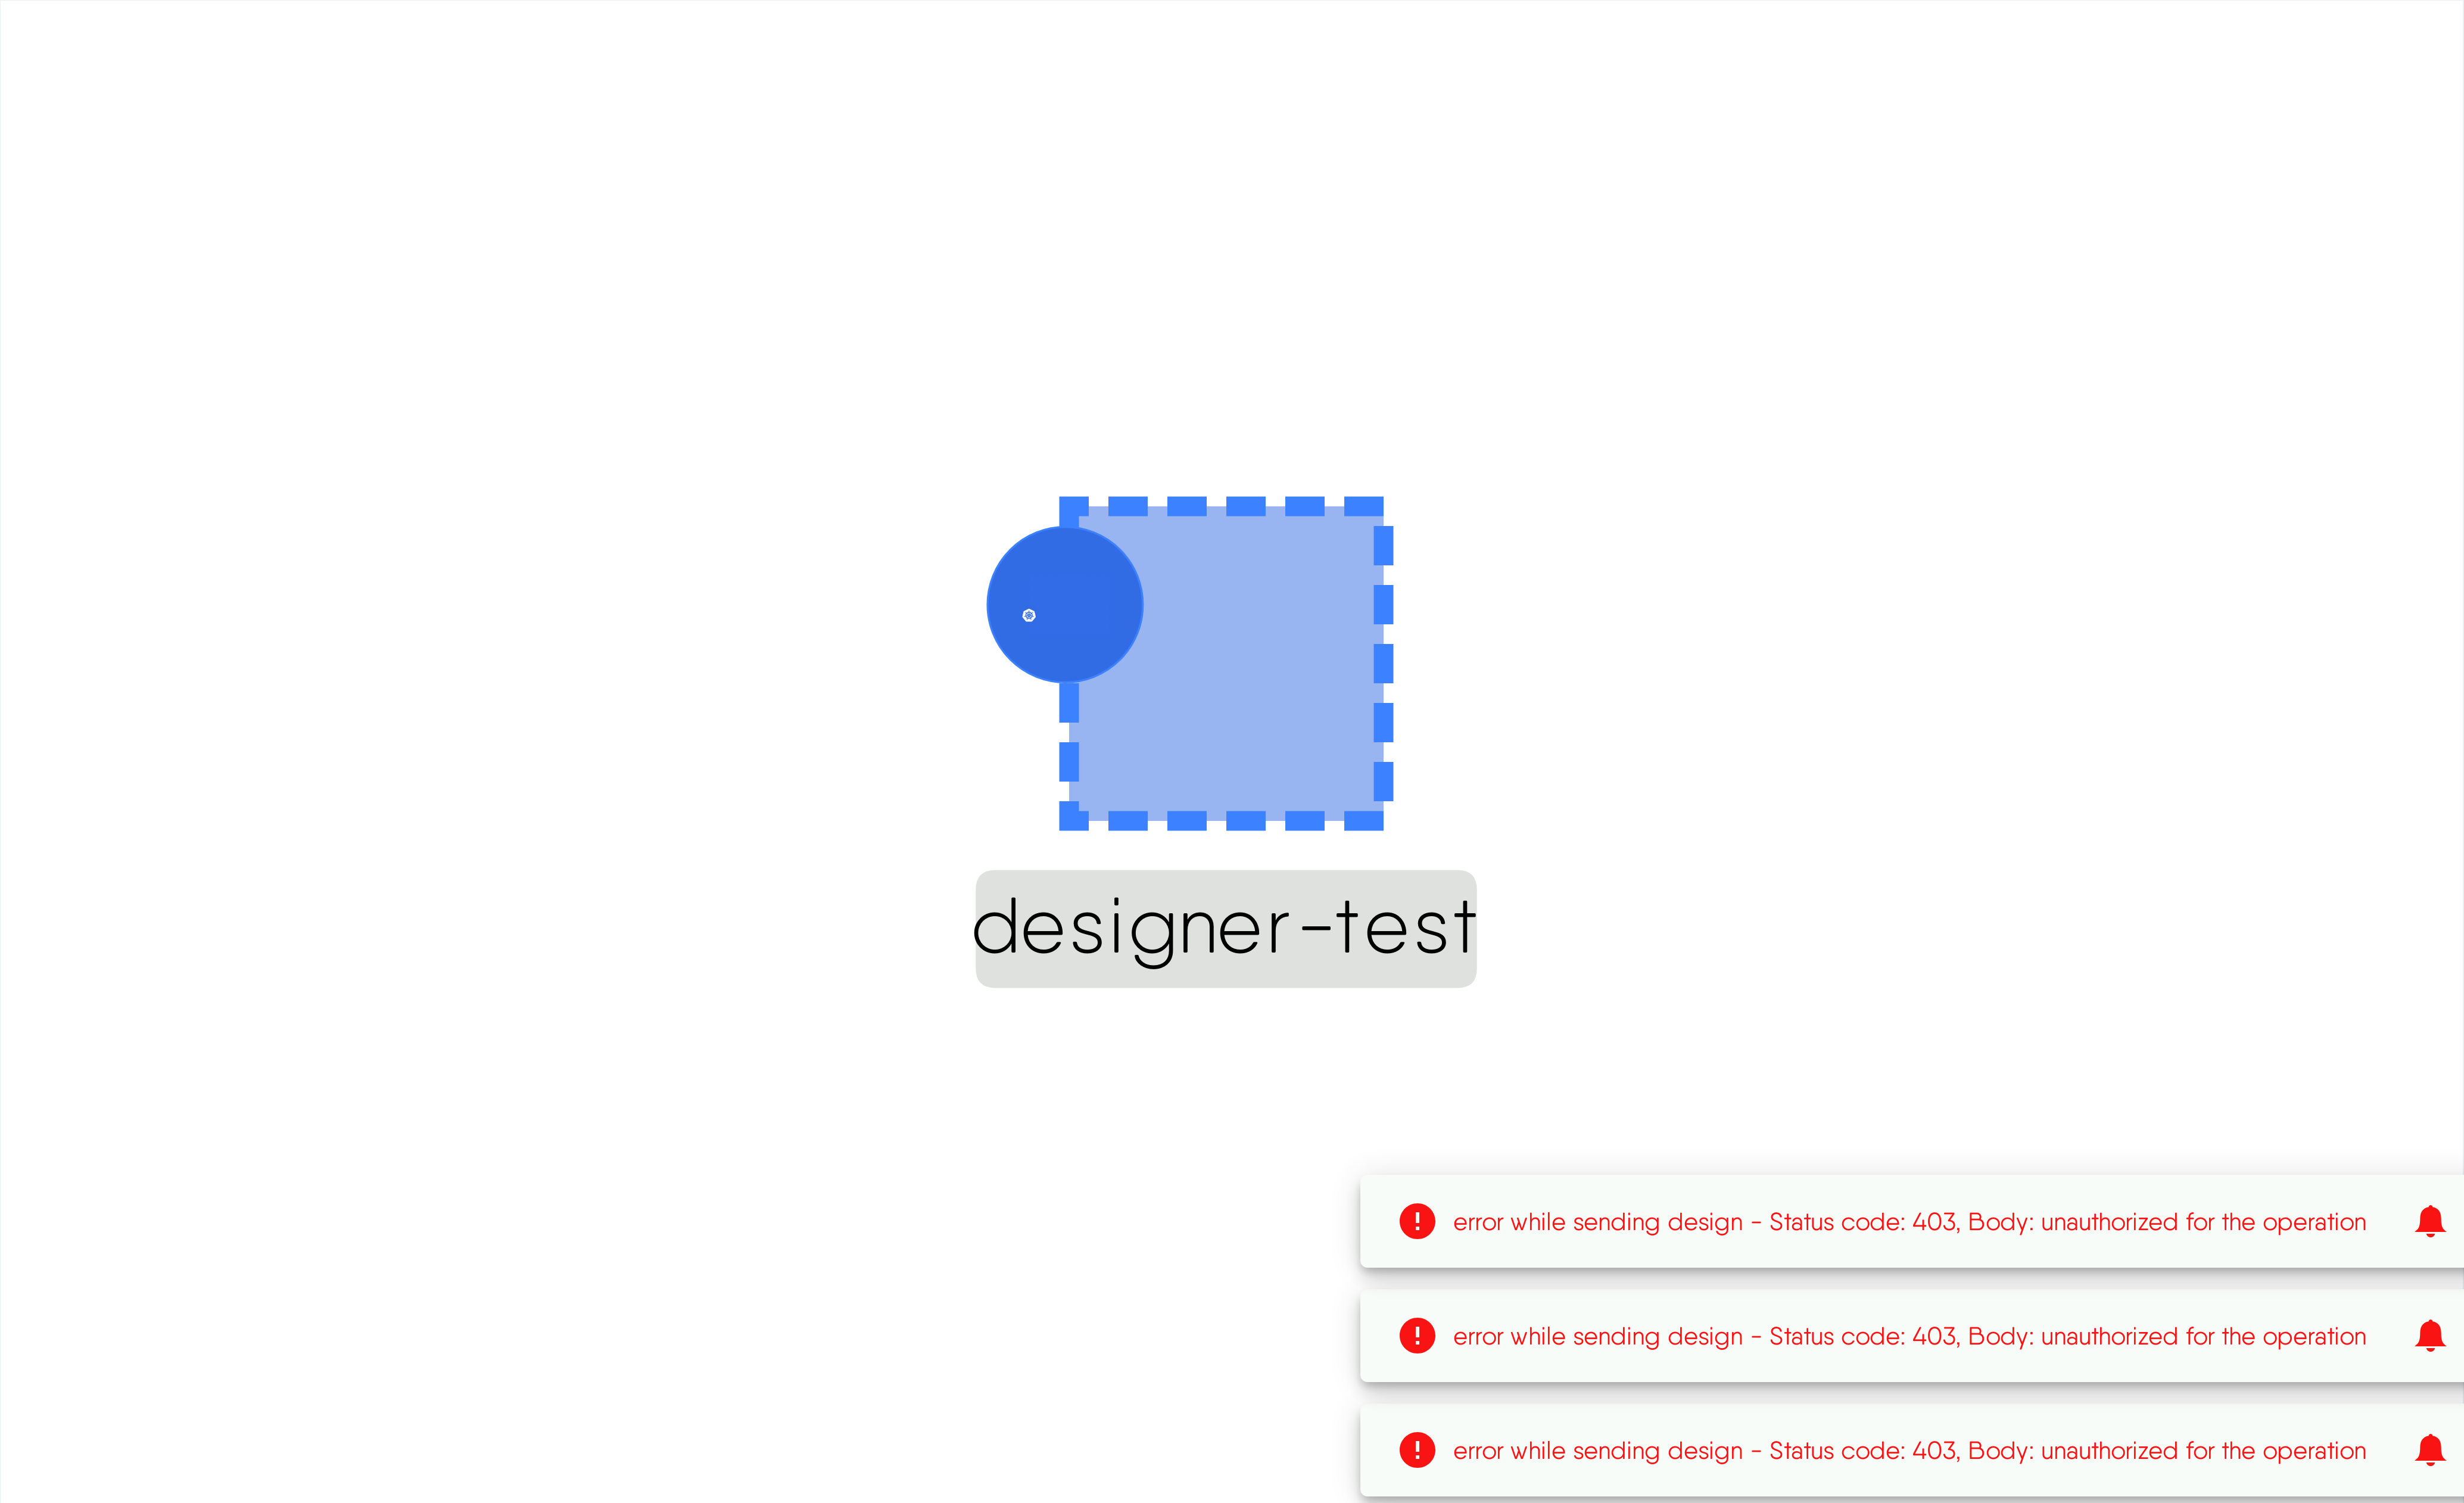 designer-test
error while sending design - Status code: 403, Body: unauthorized for the operation
error while sending design - Status code: 403, Body: unauthorized for the operation
error while sending design - Status code: 403, Body: unauthorized for the operation